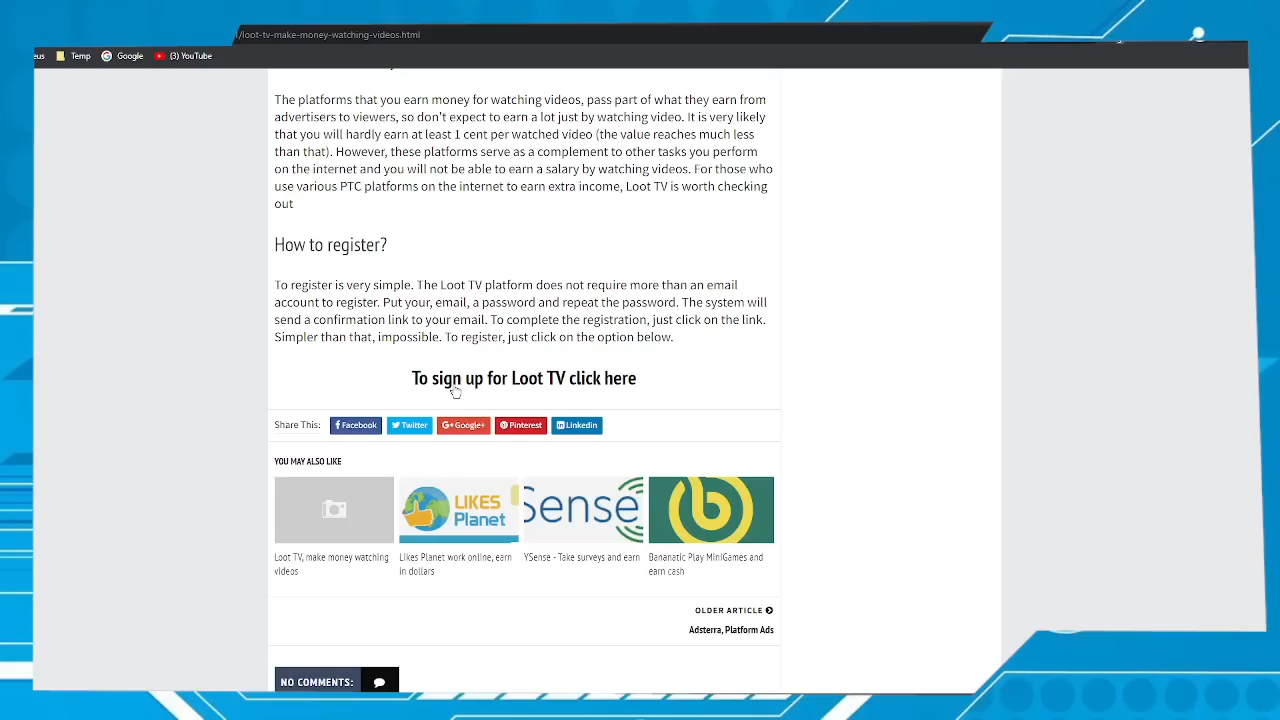 /loot-tv-make-money-watching-videos.html
eus Temp Google (3) YouTube
The platforms that you earn money for watching videos, pass part of what they earn from
advertisers to viewers, so don't expect to earn a lot just by watching video. It is very likely
that you will hardly earn at least 1 cent per watched video (the value reaches much less
than that). However, these platforms serve as a complement to other tasks you perform
on the internet and you will not be able to earn a salary by watching videos. For those who
use various PTC platforms on the internet to earn extra income, Loot TV is worth checking
out
How to register?
To register is very simple. The Loot TV platform does not require more than an email
account to register. Put your, email, a password and repeat the password. The system will
send a confirmation link to your email. To complete the registration, just click on the link.
Simpler than that, impossible. To register, just click on the option below.
To sign up for Loot TV click here
Share This: Facebook Twitter Google+ Pinterest Linkedin
YOU MAY ALSO LIKE
LIKES
Planet
Sense
Loot TV, make money watching
videos
Likes Planet work online, earn
in dollars
YSense - Take surveys and earn
Bananatic Play MiniGames and
earn cash
OLDER ARTICLE
Adsterra, Platform Ads
NO COMMENTS: